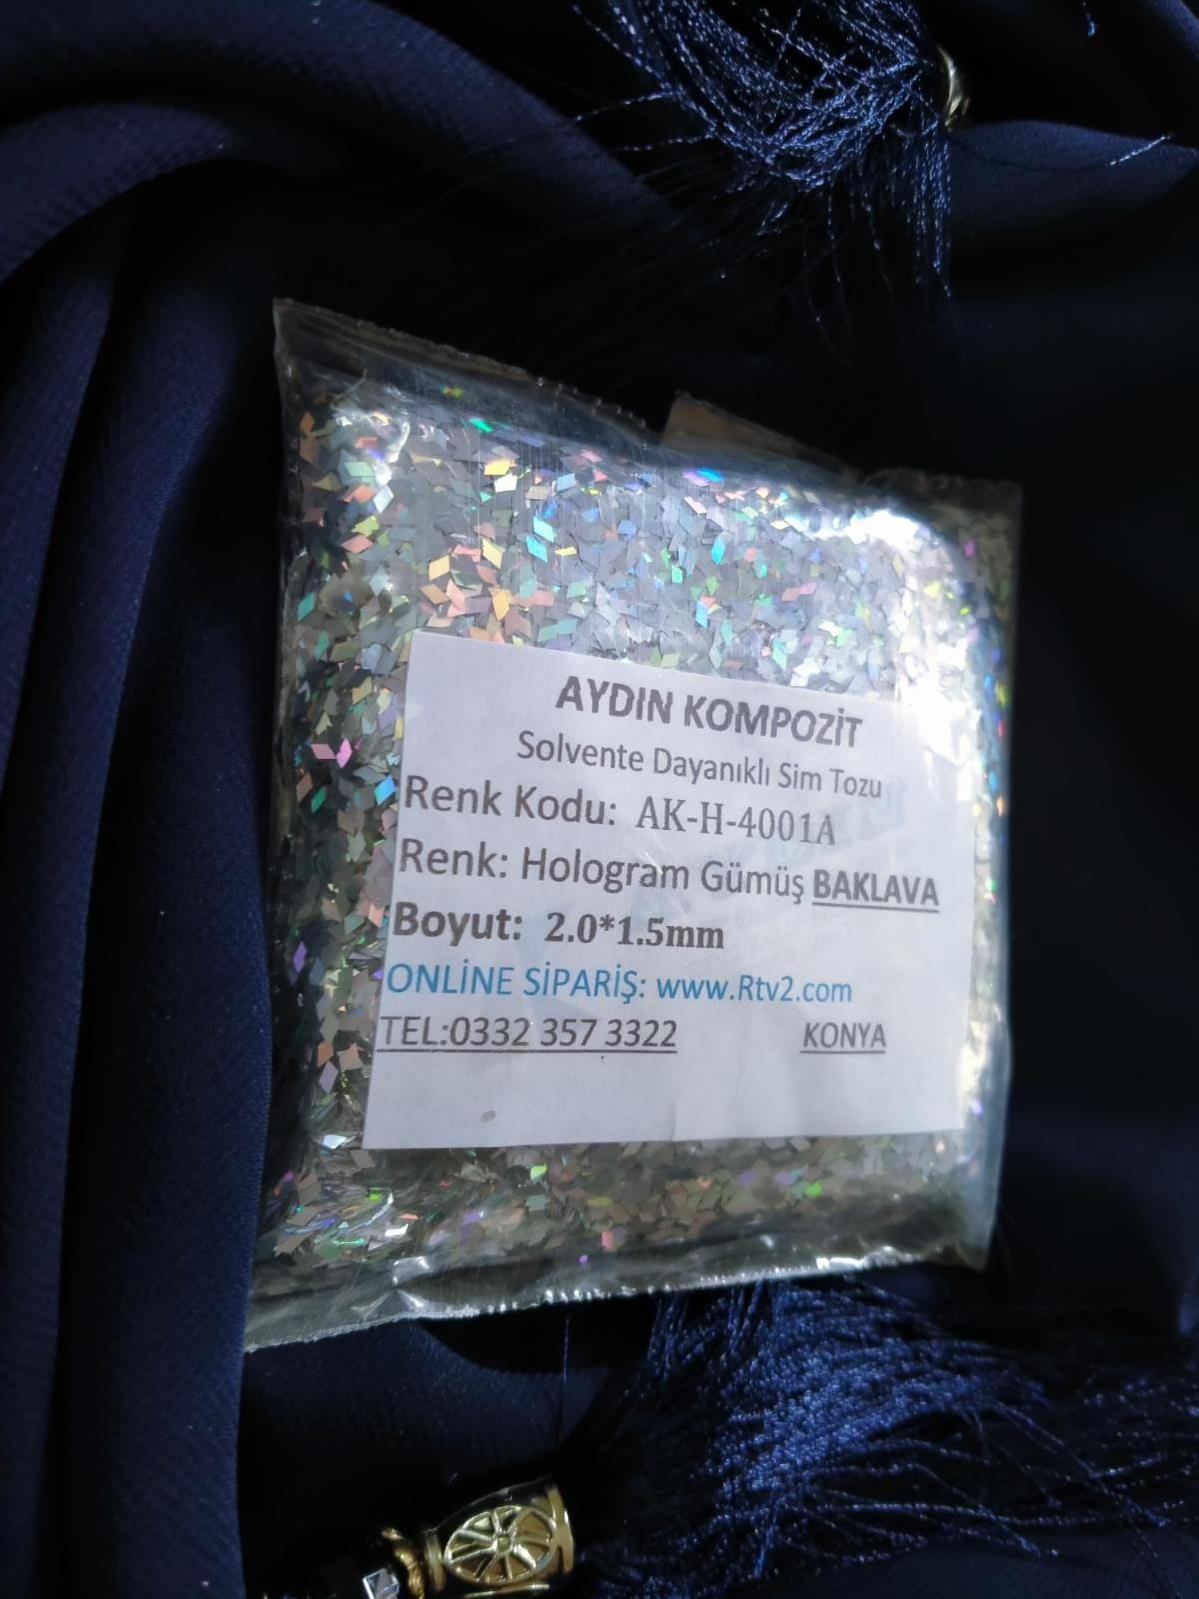 AYDIN KOMPOZİT
Solvente Dayanıklı Sim Tozu
Renk Kodu: AK-H-4001A
Renk: Hologram Gümüş BAKLAVA
Boyut: 2.0*1.5mm
ONLİNE SİPARİŞ: www.Rtv2.com
TEL:0332 357 3322 KONYA